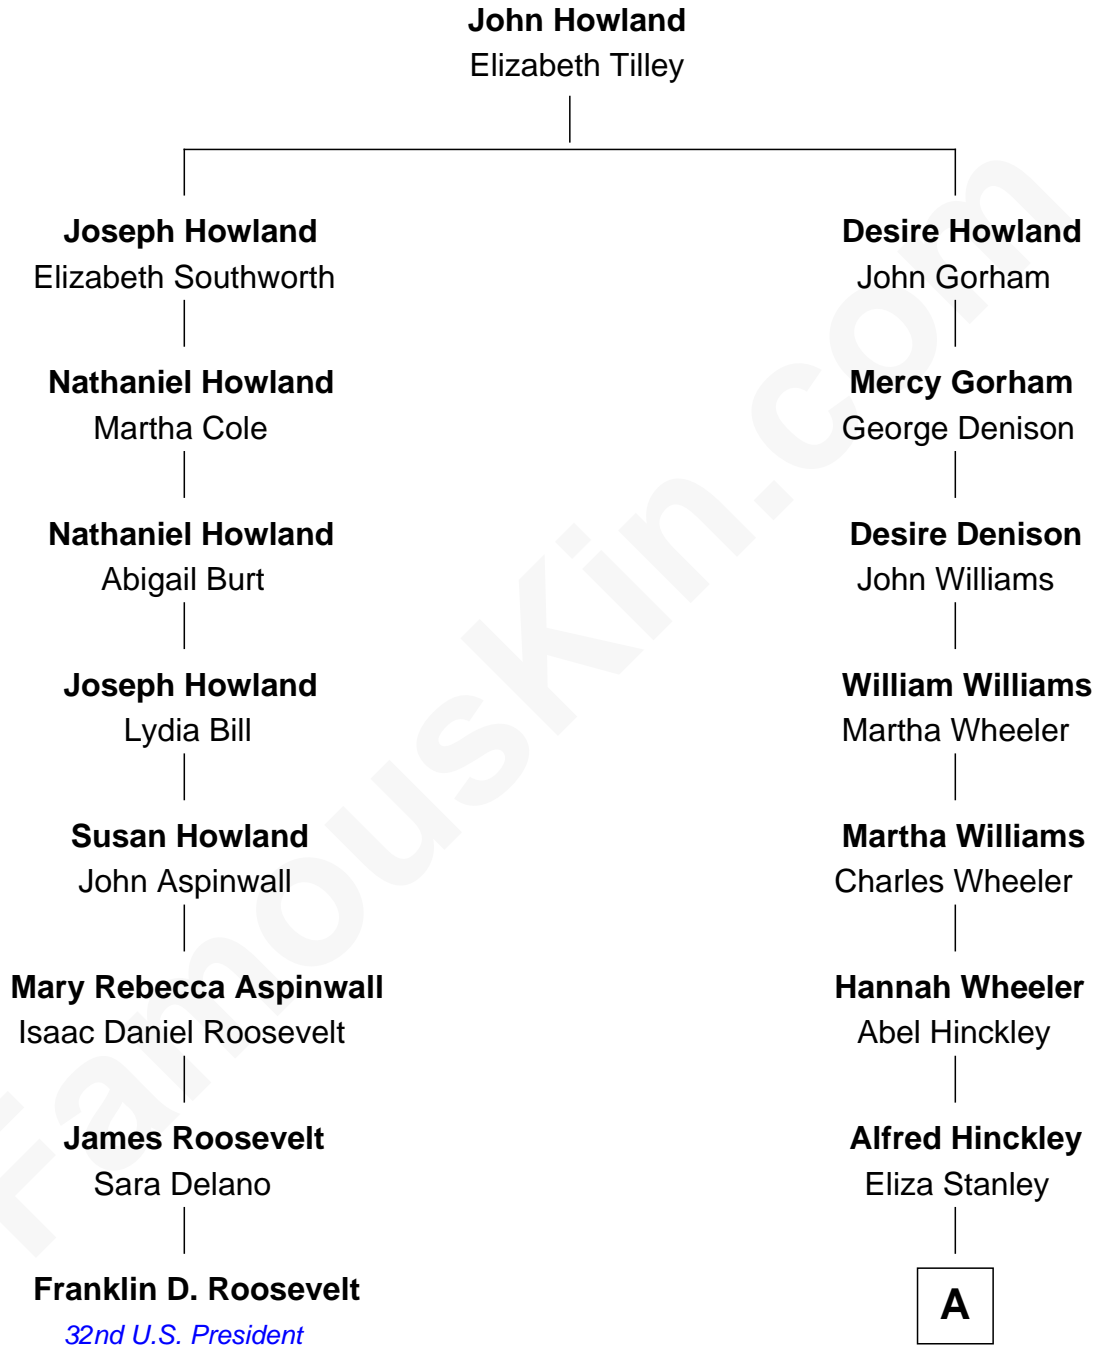 John Howland
Elizabeth Tilley
Joseph Howland
Elizabeth Southworth
Nathaniel Howland
Martha Cole
Nathaniel Howland
Abigail Burt
Joseph Howland
Lydia Bill
Susan Howland
John Aspinwall
Mary Rebecca Aspinwall
Isaac Daniel Roosevelt
James Roosevelt
Sara Delano
Franklin D. Roosevelt
32nd U.S. President
Desire Howland
John Gorham
Mercy Gorham
George Denison
Desire Denison
John Williams
William Williams
Martha Wheeler
Martha Williams
Charles Wheeler
Hannah Wheeler
Abel Hinckley
Alfred Hinckley
Eliza Stanley
A
FamousKin.com